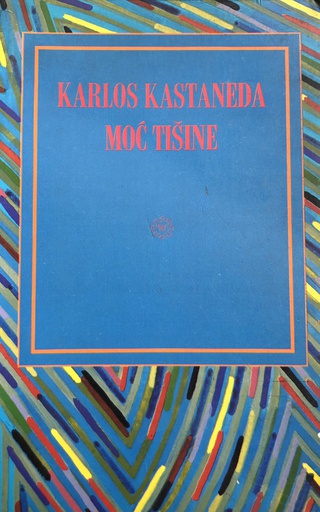 KARLOS KASTANEDA
MOĆ TIŠINE